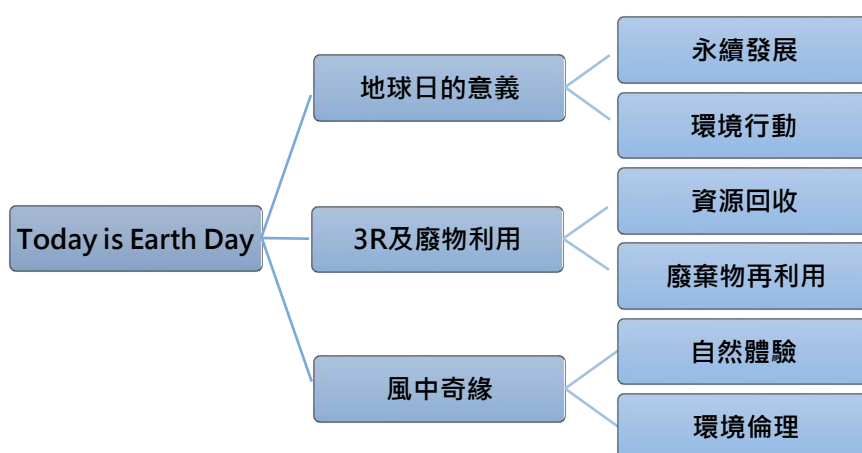 Today is Earth Day
地球日的意義
永續發展
環境行動
3R及廢物利用
資源回收
廢棄物再利用
風中奇緣
自然體驗
環境倫理